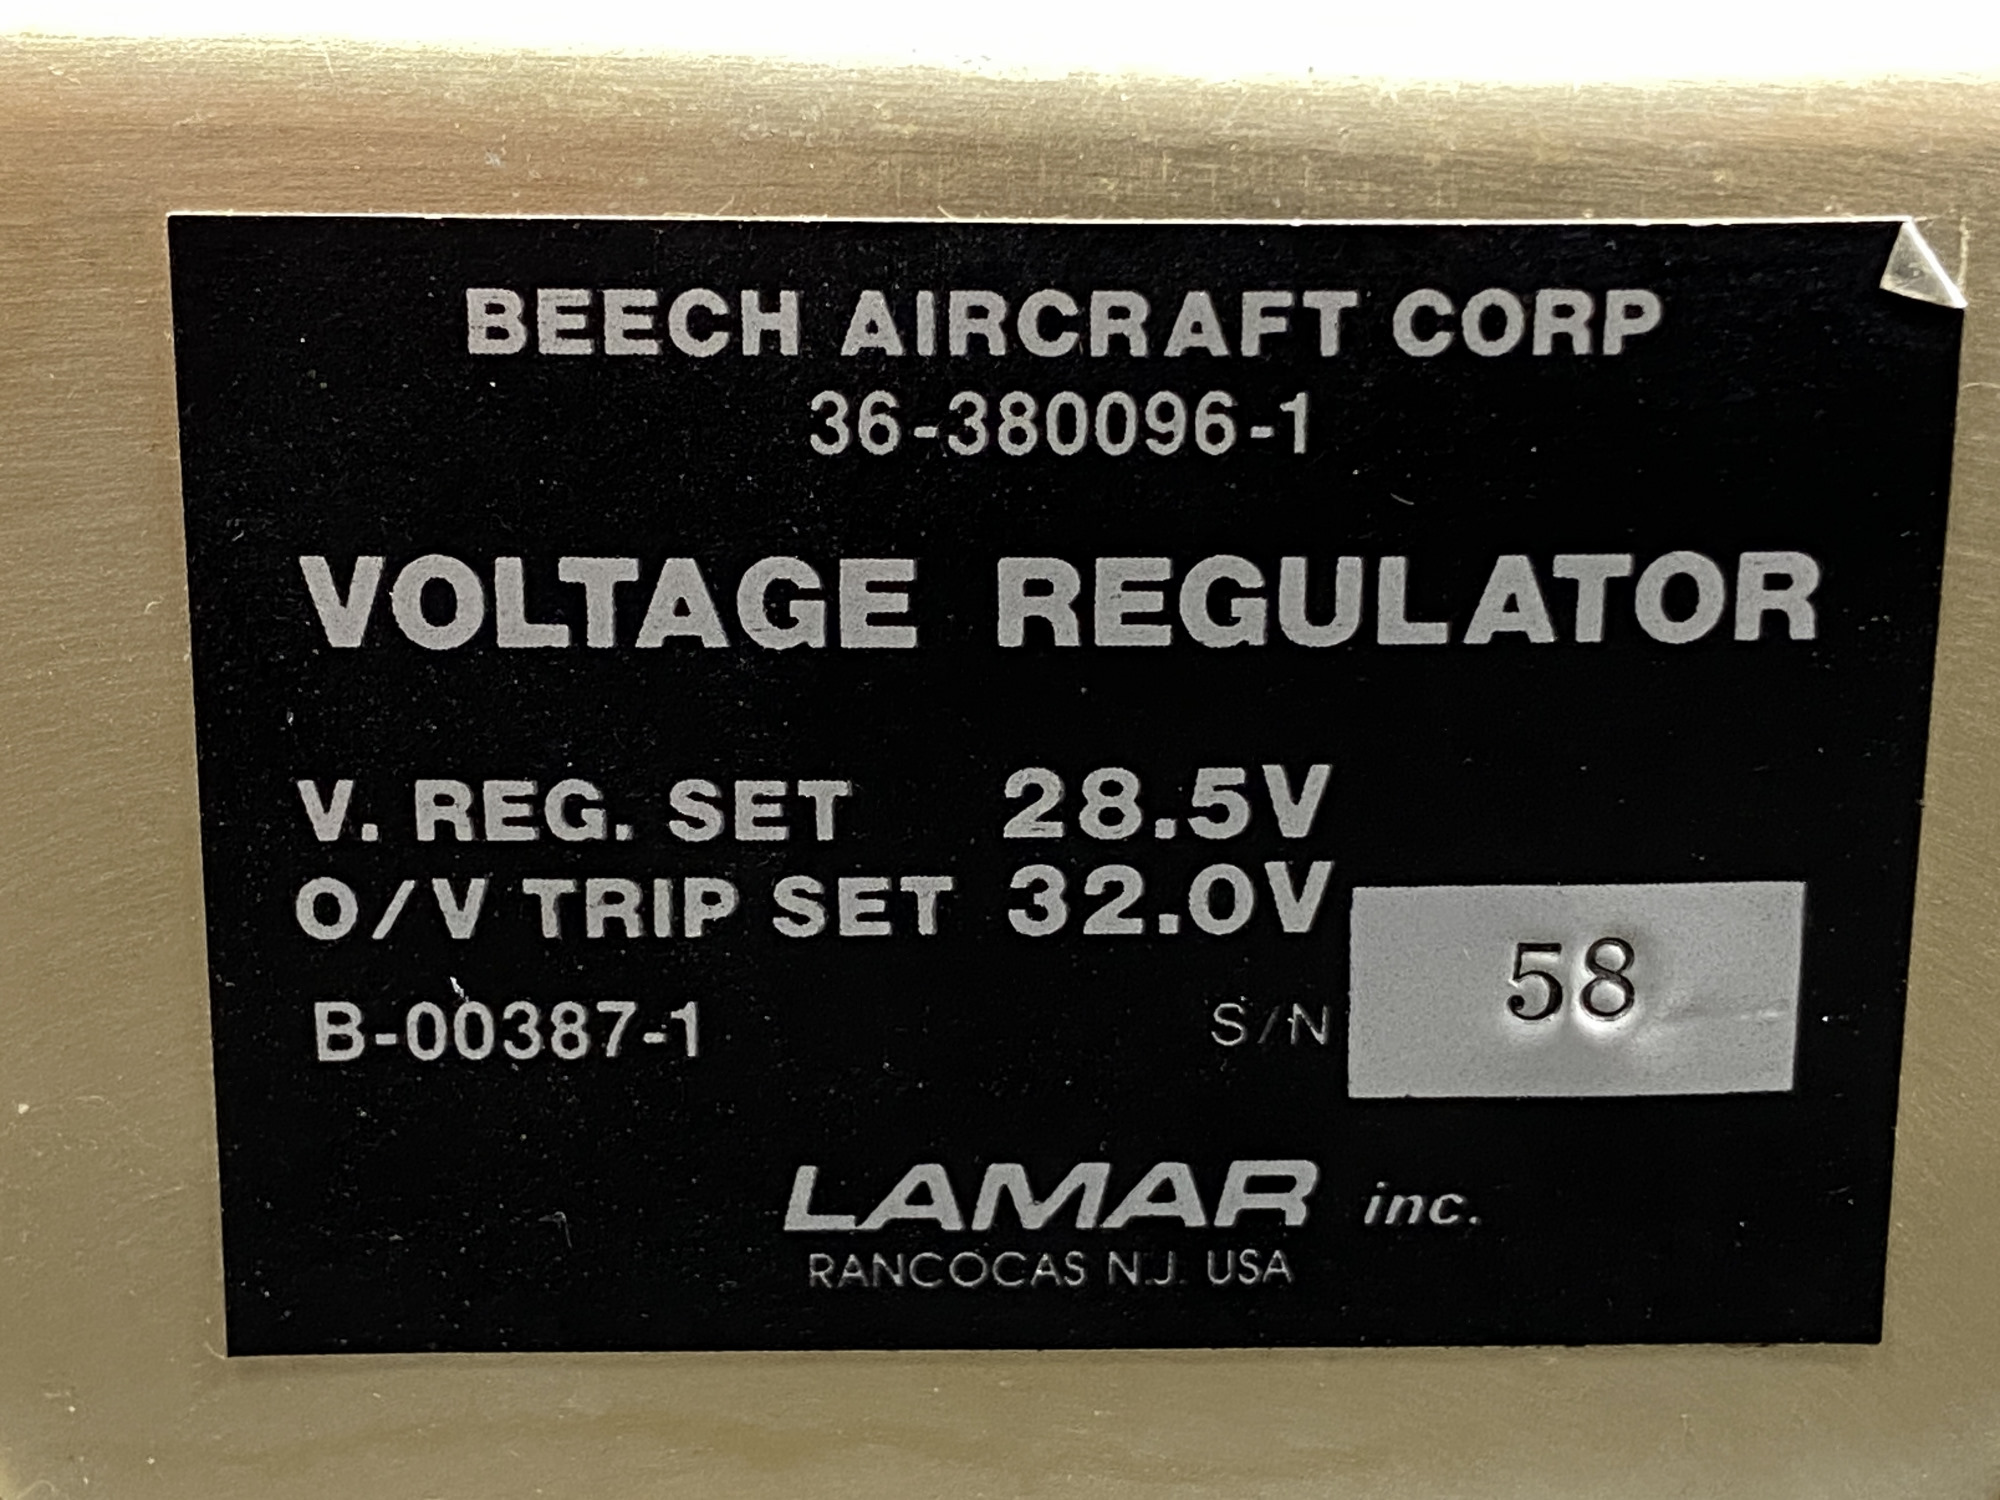 BEECH AIRCRAFT CORP
36-380096-1
VOLTAGE REGULATOR
V. REG. SET 28.5V
O/V TRIP SET 32.0V
B-00387-1 S/N 58
LAMAR inc.
RANCOCAS N.J. USA